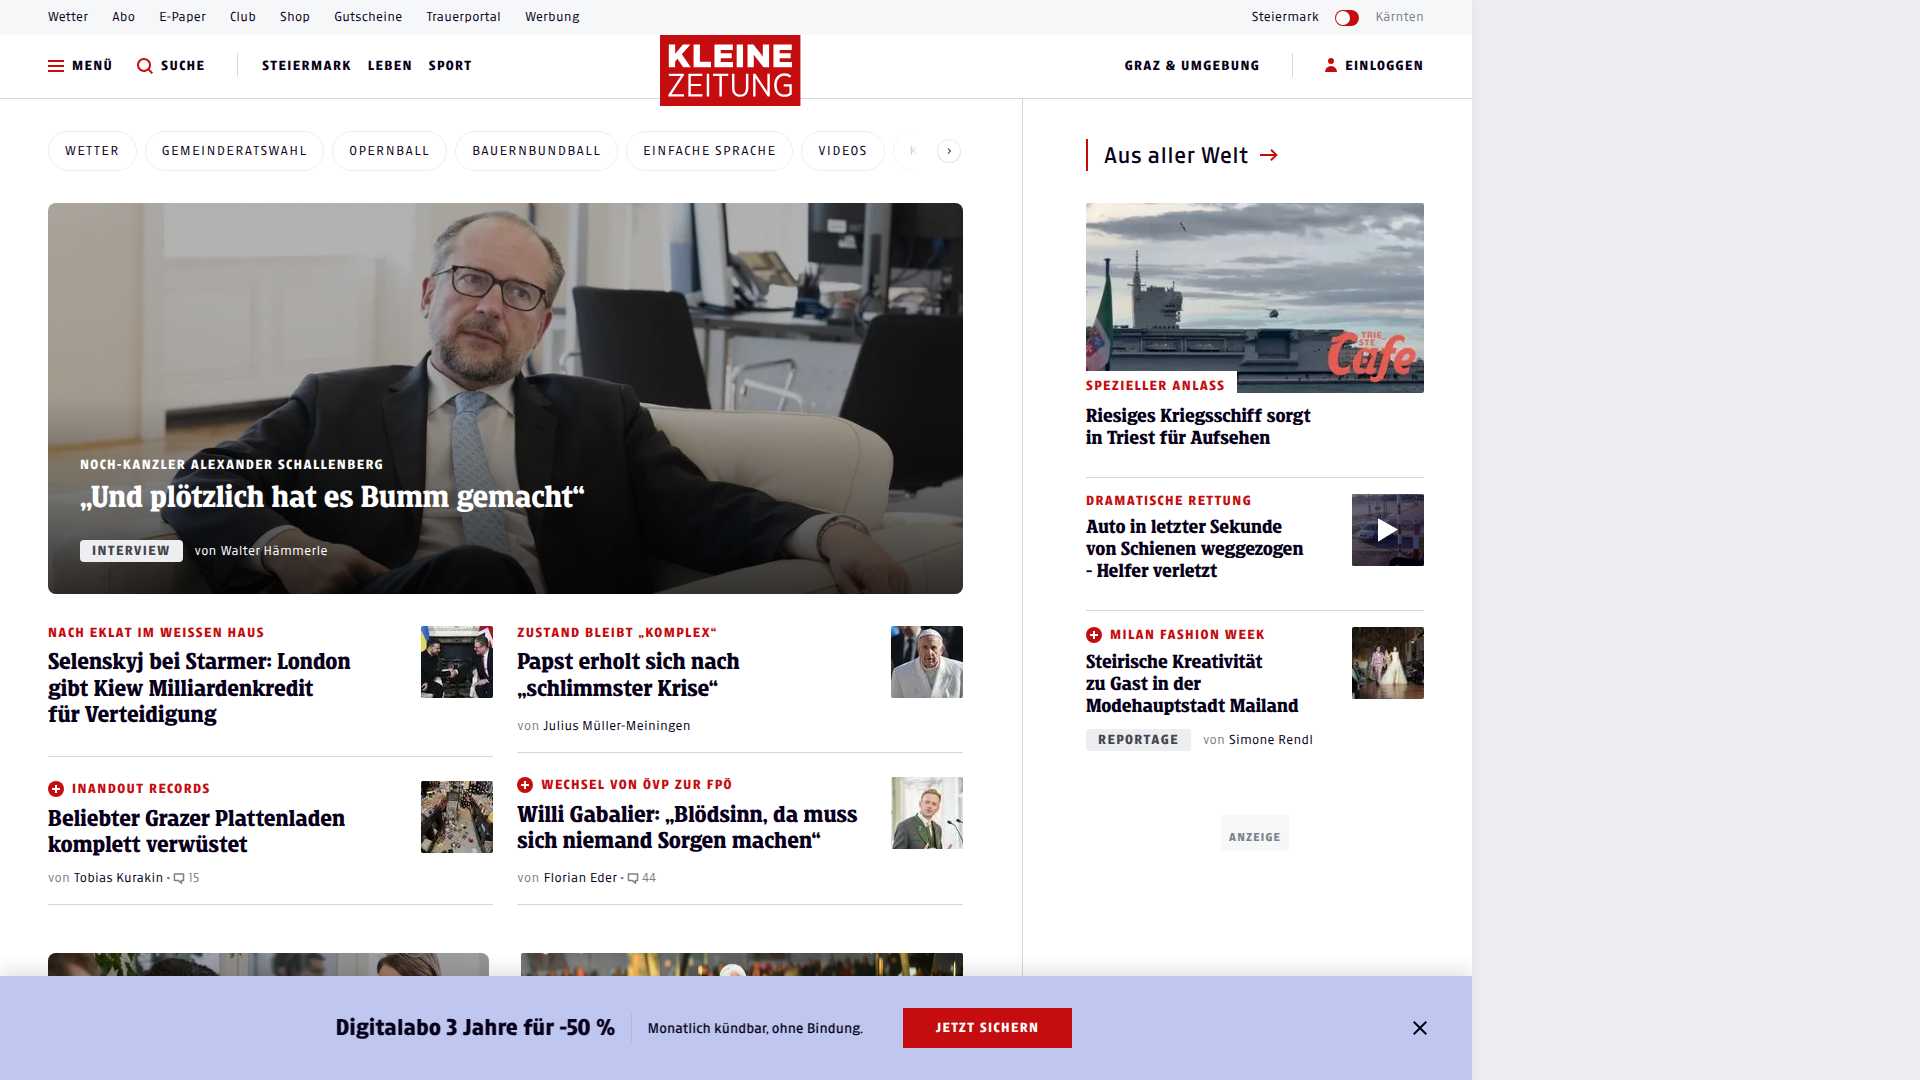 Wetter Abo E-Paper Club Shop Gutscheine Trauerportal Werbung Steiermark Kärnten
MENÜ SUCHE STEIERMARK LEBEN SPORT KLEINE ZEITUNG GRAZ & UMGEBUNG EINLOGGEN
WETTER GEMEINDERATSWAHL OPERNBALL BAUERNBUNDBALL EINFACHE SPRACHE VIDEOS K
NOCH-KANZLER ALEXANDER SCHALLENBERG
„Und plötzlich hat es Bumm gemacht“
INTERVIEW von Walter Hämmerle
NACH EKLAT IM WEISSEN HAUS
Selenskyj bei Starmer: London
gibt Kiew Milliardenkredit
für Verteidigung
ZUSTAND BLEIBT „KOMPLEX“
Papst erholt sich nach
„schlimmster Krise“
von Julius Müller-Meiningen
INANDOUT RECORDS
Beliebter Grazer Plattenladen
komplett verwüstet
von Tobias Kurakin · 15
WECHSEL VON ÖVP ZUR FPÖ
Willi Gabalier: „Blödsinn, da muss
sich niemand Sorgen machen“
von Florian Eder · 44
Aus aller Welt
TRIE
STE
Cafe
SPEZIELLER ANLASS
Riesiges Kriegsschiff sorgt
in Triest für Aufsehen
DRAMATISCHE RETTUNG
Auto in letzter Sekunde
von Schienen weggezogen
- Helfer verletzt
MILAN FASHION WEEK
Steirische Kreativität
zu Gast in der
Modehauptstadt Mailand
REPORTAGE von Simone Rendl
ANZEIGE
Digitalabo 3 Jahre für -50 % Monatlich kündbar, ohne Bindung. JETZT SICHERN